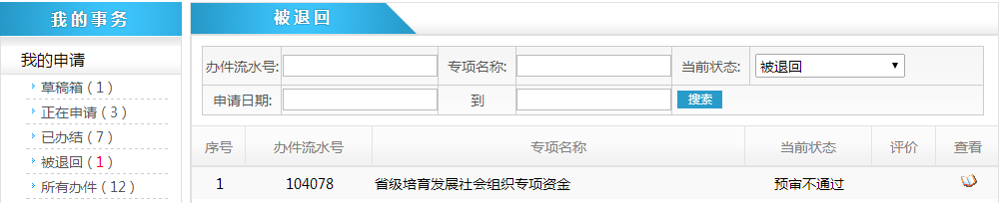 我的事务
我的申请
草稿箱（1）
正在申请（3）
已办结（7）
被退回（1）
所有办件（12）
被退回
办件流水号: 专项名称: 当前状态: 被退回
申请日期: 到 搜索
序号 办件流水号 专项名称 当前状态 评价 查看
1 104078 省级培育发展社会组织专项资金 预审不通过